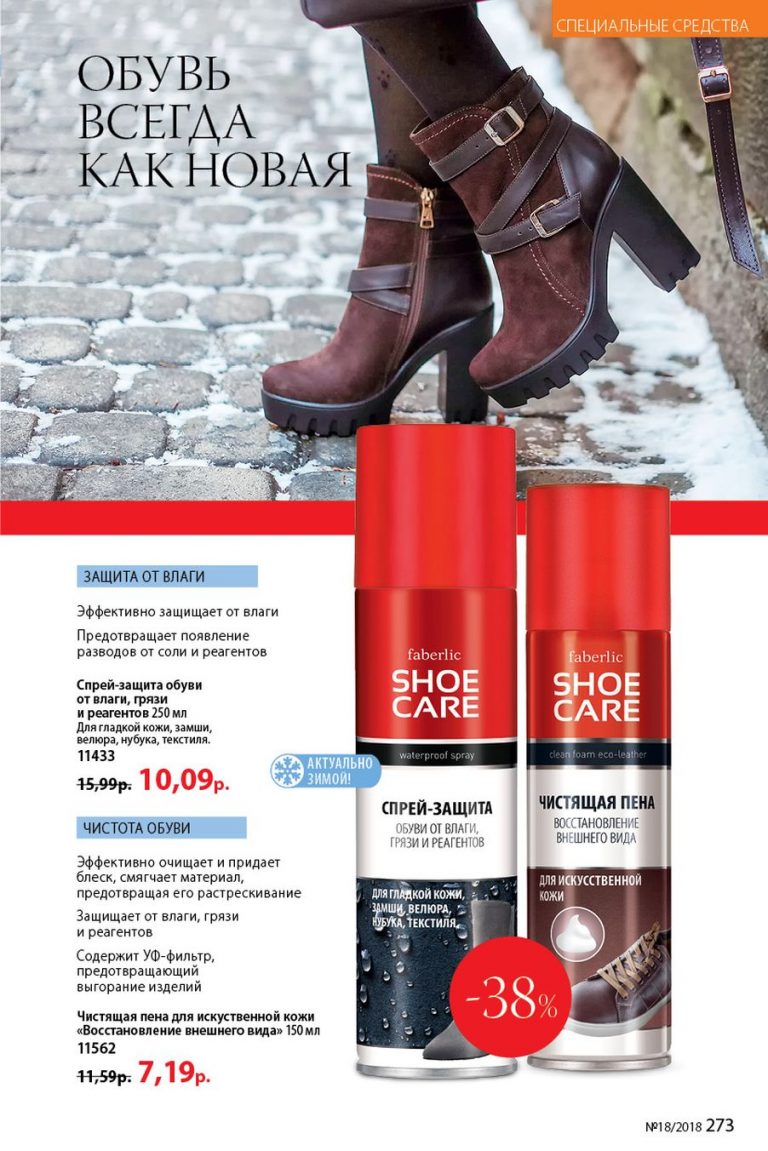 СПЕЦИАЛЬНЫЕ СРЕДСТВА
ОБУВЬ
ВСЕГДА
КАК НОВАЯ
ЗАЩИТА ОТ ВЛАГИ
Эффективно защищает от влаги
Предотвращает появление
разводов от соли и реагентов
Спрей-защита обуви
от влаги, грязи
и реагентов 250 мл
Для гладкой кожи, замши,
велюра, нубука, текстиля.
11433
15,99р. 10,09р.
АКТУАЛЬНО
ЗИМОЙ!
ЧИСТОТА ОБУВИ
Эффективно очищает и придает
блеск, смягчает материал,
предотвращая его растрескивание
Защищает от влаги, грязи
и реагентов
Содержит УФ-фильтр,
предотвращающий
выгорание изделий
Чистящая пена для искуственной кожи
«Восстановление внешнего вида» 150 мл
11562
11,59р. 7,19р.
faberlic
SHOE
CARE
waterproof spray
СПРЕЙ-ЗАЩИТА
ОБУВИ ОТ ВЛАГИ,
ГРЯЗИ И РЕАГЕНТОВ
ДЛЯ ГЛАДКОЙ КОЖИ,
ЗАМШИ, ВЕЛЮРА,
НУБУКА, ТЕКСТИЛЯ.
faberlic
SHOE
CARE
clean foam eco-leather
ЧИСТЯЩАЯ ПЕНА
ВОССТАНОВЛЕНИЕ
ВНЕШНЕГО ВИДА
ДЛЯ ИСКУССТВЕННОЙ
КОЖИ
-38%
№18/2018 273